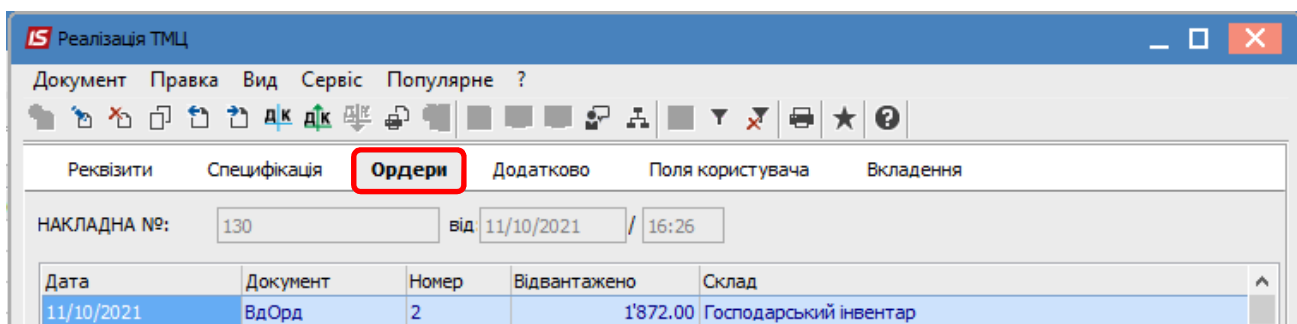 IS Реалізація ТМЦ
Документ Правка Вид Сервіс Популярне ?
Д|К ДК
Реквізити Специфікація Ордери Додатково Поля користувача Вкладення
НАКЛАДНА №: 130 від 11/10/2021 / 16:26
Дата Документ Номер Відвантажено Склад
11/10/2021 ВдОрд 2 1'872.00 Господарський інвентар